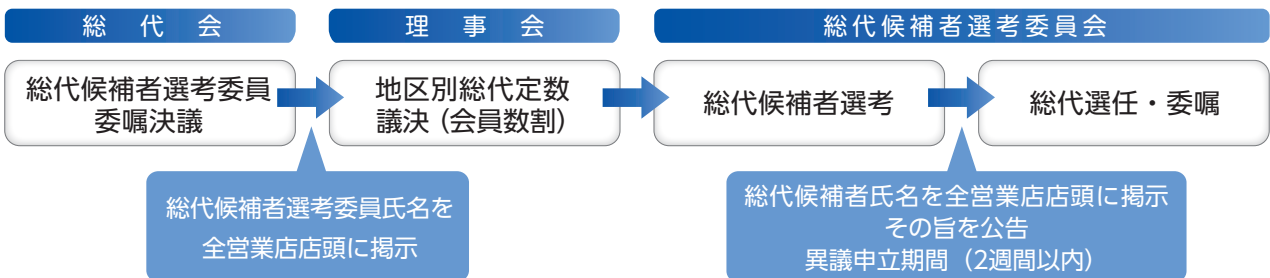 総代会
理事会
総代候補者選考委員会
総代候補者選考委員
委嘱決議
地区別総代定数
議決（会員数割）
総代候補者選考
総代選任・委嘱
総代候補者選考委員氏名を
全営業店店頭に掲示
総代候補者氏名を全営業店店頭に掲示
その旨を公告
異議申立期間（2週間以内）